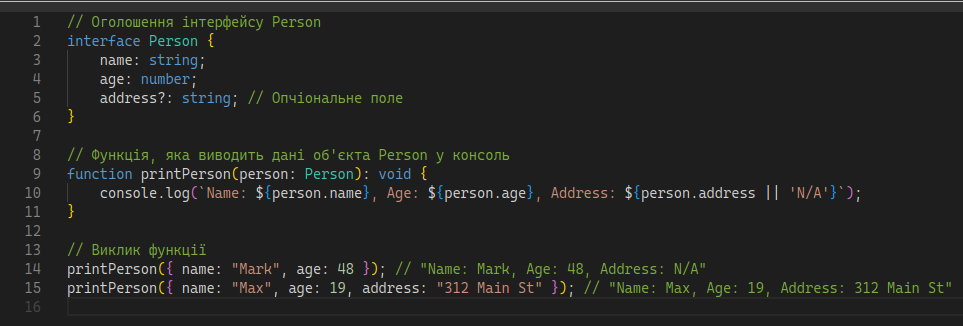 1 // Оголошення інтерфейсу Person
2 interface Person {
3     name: string;
4     age: number;
5     address?: string; // Опчіональне поле
6 }
7
8 // Функція, яка виводить дані об'єкта Person у консоль
9 function printPerson(person: Person): void {
10     console.log(`Name: ${person.name}, Age: ${person.age}, Address: ${person.address || 'N/A'}`);
11 }
12
13 // Виклик функції
14 printPerson({ name: "Mark", age: 48 }); // "Name: Mark, Age: 48, Address: N/A"
15 printPerson({ name: "Max", age: 19, address: "312 Main St" }); // "Name: Max, Age: 19, Address: 312 Main St"
16